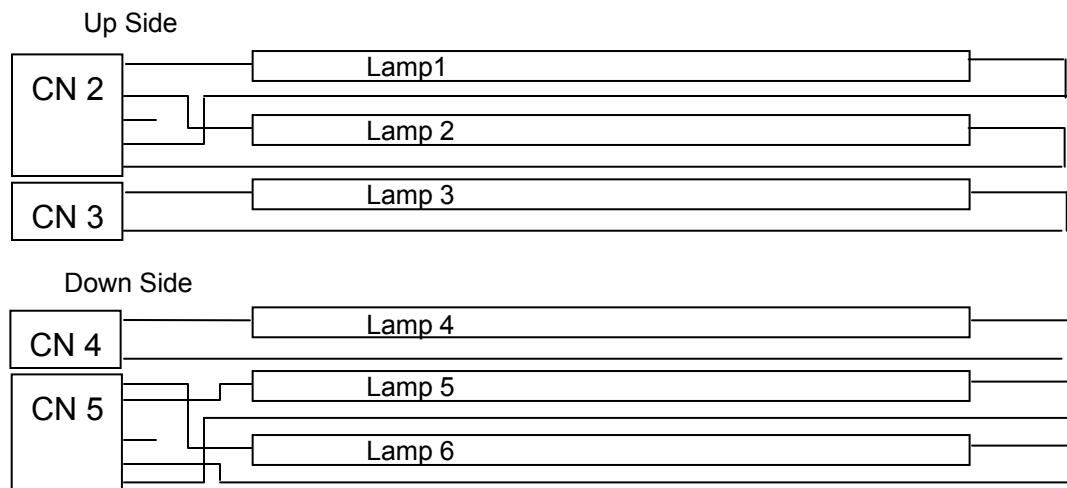 Up Side
CN 2
Lamp1
Lamp 2
CN 3
Lamp 3
Down Side
CN 4
Lamp 4
CN 5
Lamp 5
Lamp 6